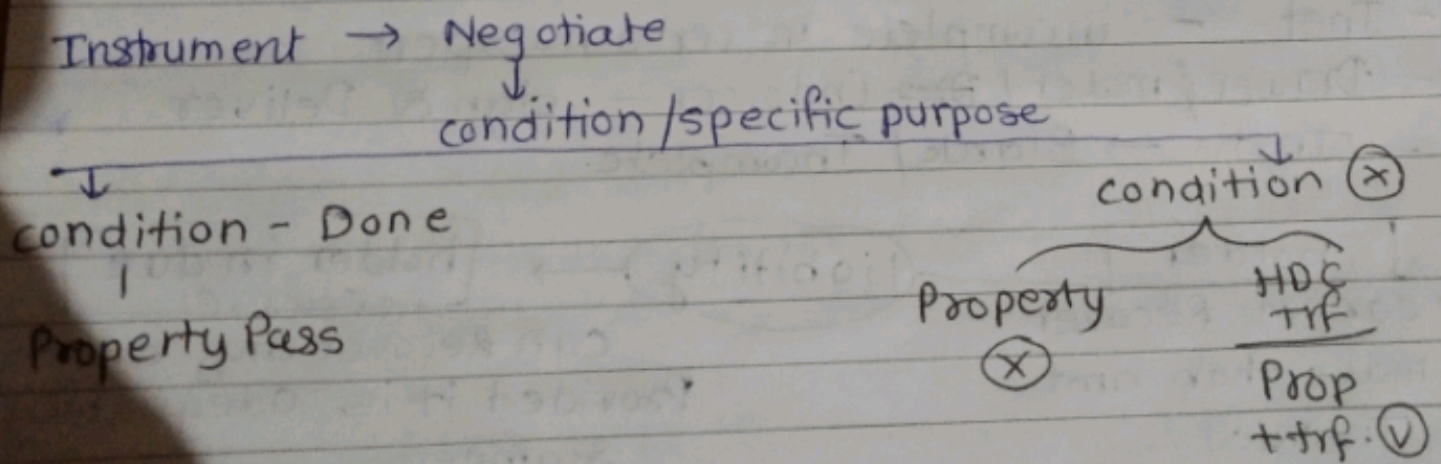 Instrument → Negotiate
↓
condition /specific purpose
↓ ↓
condition - Done
condition ⓧ
|
Property Pass
Property
ⓧ
HDC
Trf
Prop
+ trf. ⓥ